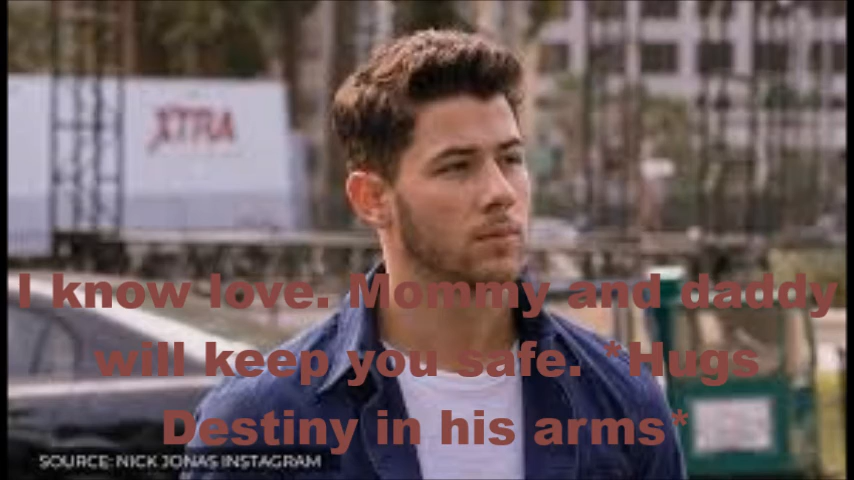 XTRA
I know love. Mommy and daddy
will keep you safe. *Hugs
Destiny in his arms*
SOURCE: NICK JONAS INSTAGRAM